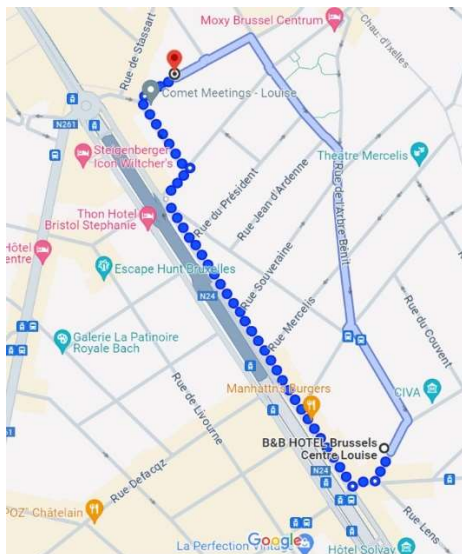 Moxy Brussel Centrum
Chau. d'Ixelles
Rue de Stassart
Comet Meetings - Louise
N261
Steigenberger
Icon Wiltcher's
Theatre Mercelis
Rue de l'Arbre Bénit
Rue Jean d'Ardenne
Rue du Président
Thon Hotel
Bristol Stephanie
Hôtel
Centre
Escape Hunt Bruxelles
Rue Souveraine
N24
Rue Mercelis
Rue du Couvent
Galerie La Patinoire
Royale Bach
Rue de Livourne
Manhattn's Burgers
CIVA
B&B HOTEL Brussels
Centre Louise
N24
Rue Defacqz
POZ' Châtelain
Rue Lens
Google
La Perfection Vintag
Hôtel Solvay